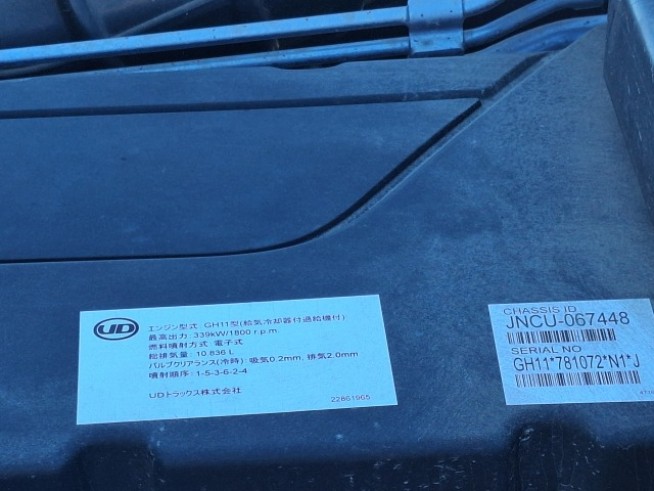 UD
エンジン型式:GH11型(給気冷却器付過給機付)
最高出力:339kW/1800 r.p.m.
燃料噴射方式 電子式
総排気量:10.836 L
バルブクリアランス(冷時):吸気0.2mm, 排気2.0mm
噴射順序:1-5-3-6-2-4
UDトラックス株式会社
22861905
CHASSIS ID
JNCU-067448
SERIAL NO
GH11*781072*N1*J